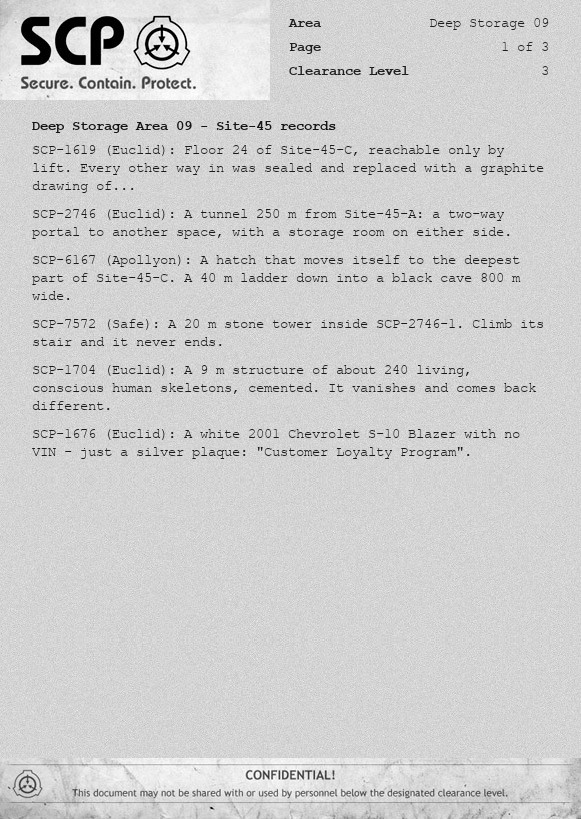 SCP
Secure. Contain. Protect.
Area Deep Storage 09
Page 1 of 3
Clearance Level 3
Deep Storage Area 09 - Site-45 records
SCP-1619 (Euclid): Floor 24 of Site-45-C, reachable only by
lift. Every other way in was sealed and replaced with a graphite
drawing of...
SCP-2746 (Euclid): A tunnel 250 m from Site-45-A: a two-way
portal to another space, with a storage room on either side.
SCP-6167 (Apollyon): A hatch that moves itself to the deepest
part of Site-45-C. A 40 m ladder down into a black cave 800 m
wide.
SCP-7572 (Safe): A 20 m stone tower inside SCP-2746-1. Climb its
stair and it never ends.
SCP-1704 (Euclid): A 9 m structure of about 240 living,
conscious human skeletons, cemented. It vanishes and comes back
different.
SCP-1676 (Euclid): A white 2001 Chevrolet S-10 Blazer with no
VIN - just a silver plaque: "Customer Loyalty Program".
CONFIDENTIAL!
This document may not be shared with or used by personnel below the designated clearance level.